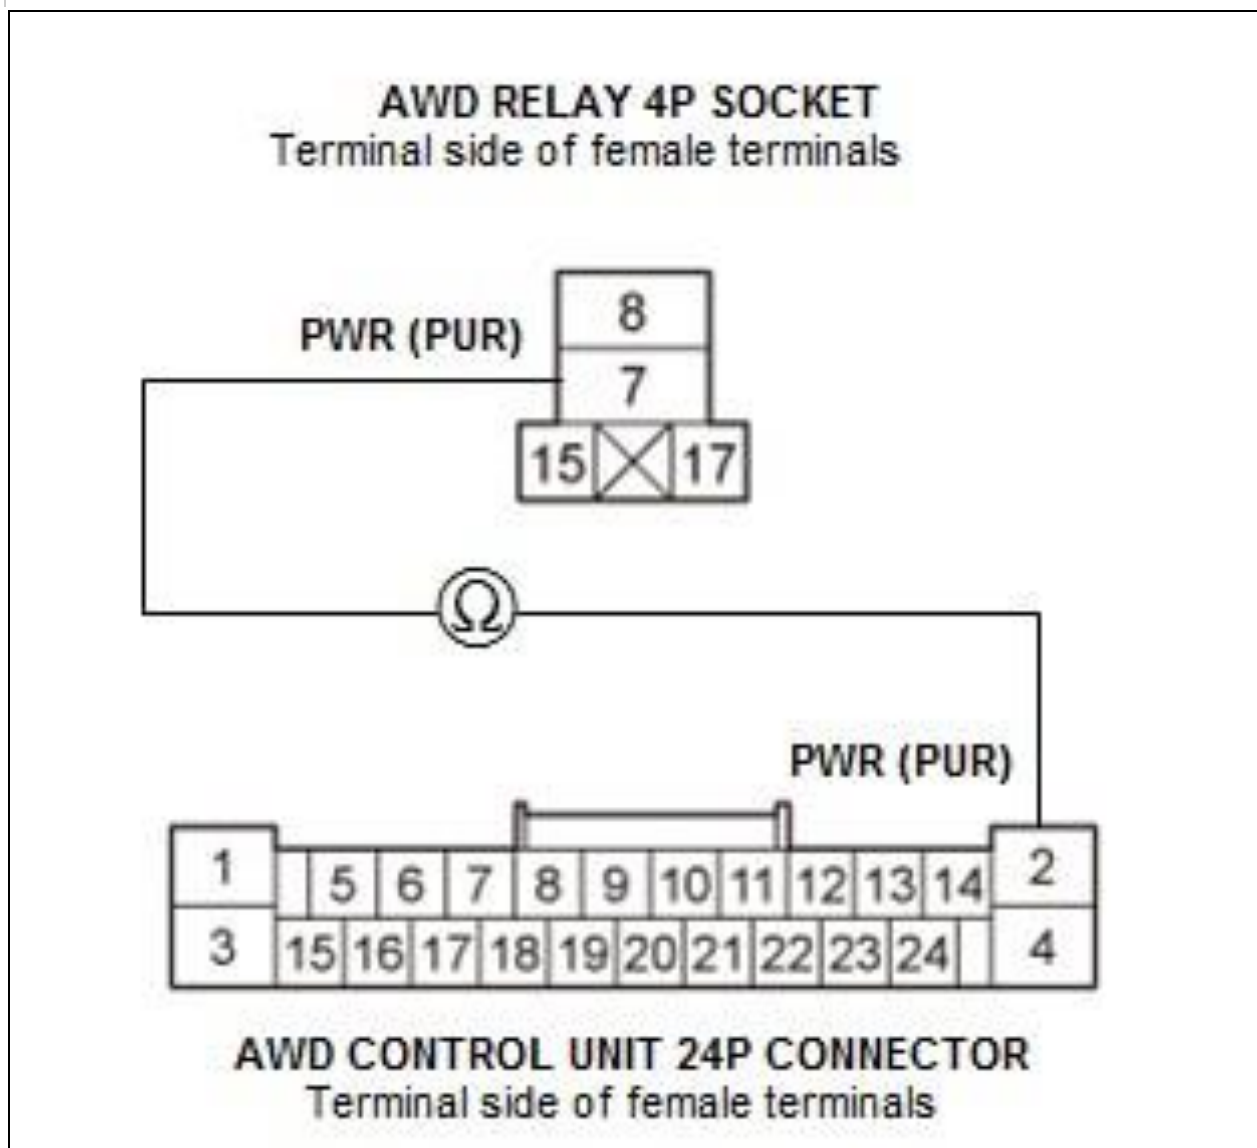 AWD RELAY 4P SOCKET
Terminal side of female terminals
8
PWR (PUR)
7
15 17
Ω
PWR (PUR)
1 5 6 7 8 9 10 11 12 13 14 2
3 15 16 17 18 19 20 21 22 23 24 4
AWD CONTROL UNIT 24P CONNECTOR
Terminal side of female terminals